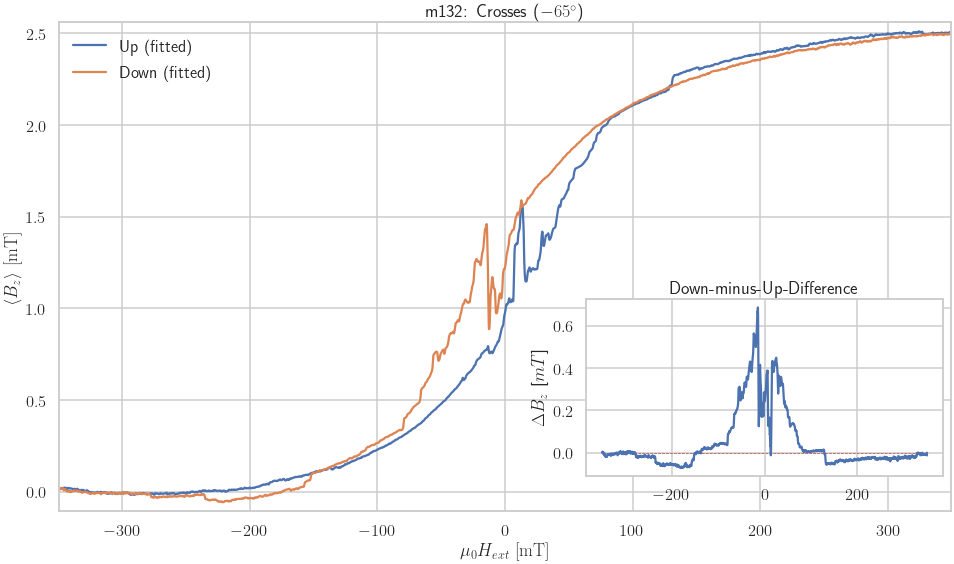 m132: Crosses (−65°)
Up (fitted)
Down (fitted)
2.5
2.0
1.5
1.0
0.5
0.0
⟨B_z⟩ [mT]
−300
−200
−100
0
100
200
300
μ₀H_ext [mT]
Down-minus-Up-Difference
0.6
0.4
0.2
0.0
ΔB_z [mT]
−200
0
200